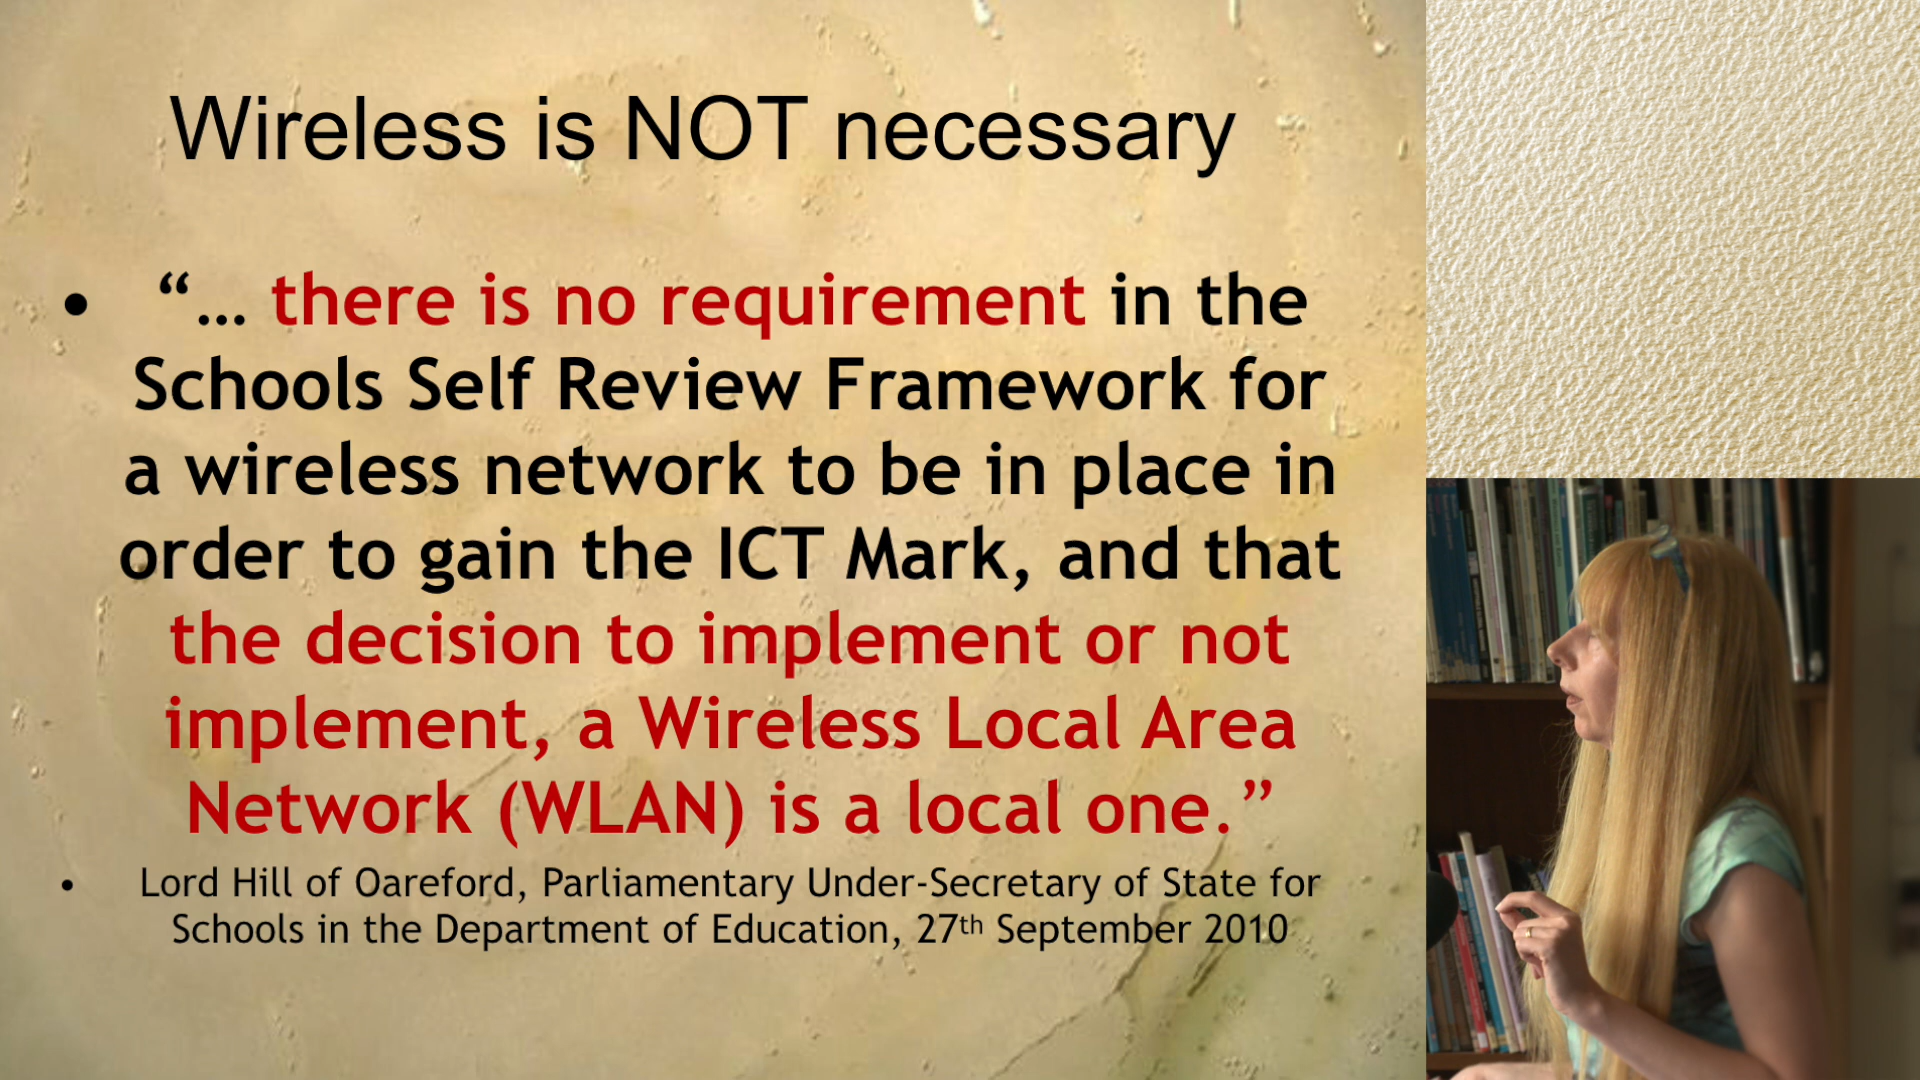 Wireless is NOT necessary
• “… there is no requirement in the
Schools Self Review Framework for
a wireless network to be in place in
order to gain the ICT Mark, and that
the decision to implement or not
implement, a Wireless Local Area
Network (WLAN) is a local one.”
• Lord Hill of Oareford, Parliamentary Under-Secretary of State for
Schools in the Department of Education, 27th September 2010